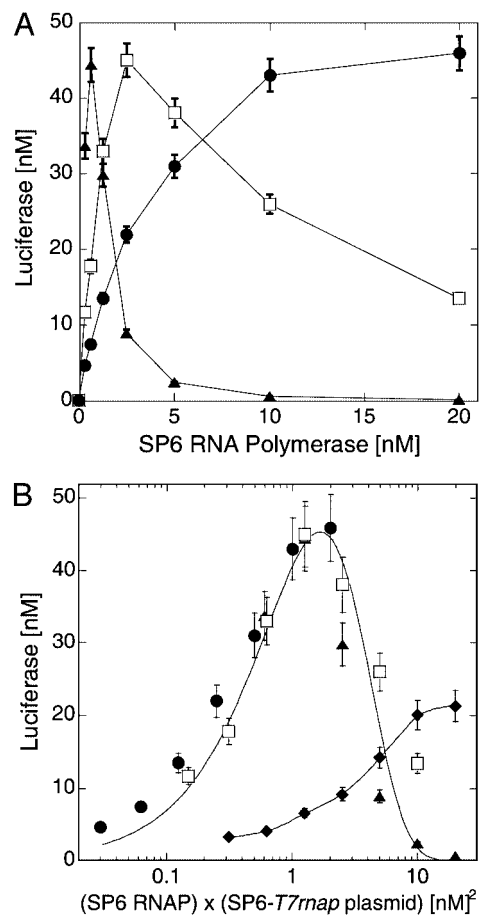 A
50
40
30
20
10
0
Luciferase [nM]
0 5 10 15 20
SP6 RNA Polymerase [nM]
B
50
40
30
20
10
0
Luciferase [nM]
0.1 1 10
(SP6 RNAP) x (SP6-T7rnap plasmid) [nM]²